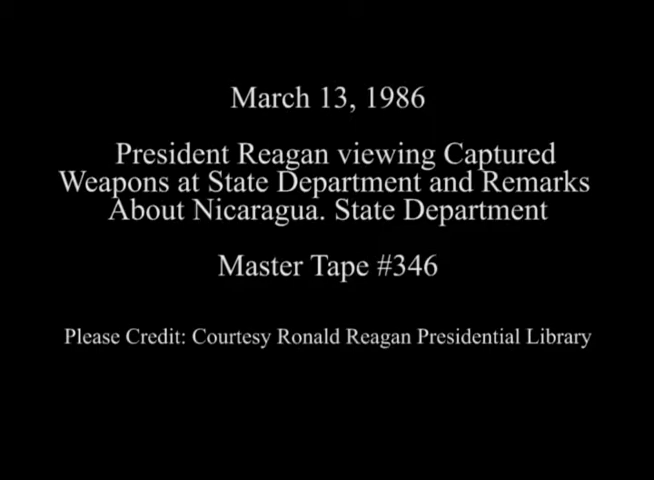 March 13, 1986
President Reagan viewing Captured
Weapons at State Department and Remarks
About Nicaragua. State Department
Master Tape #346
Please Credit: Courtesy Ronald Reagan Presidential Library